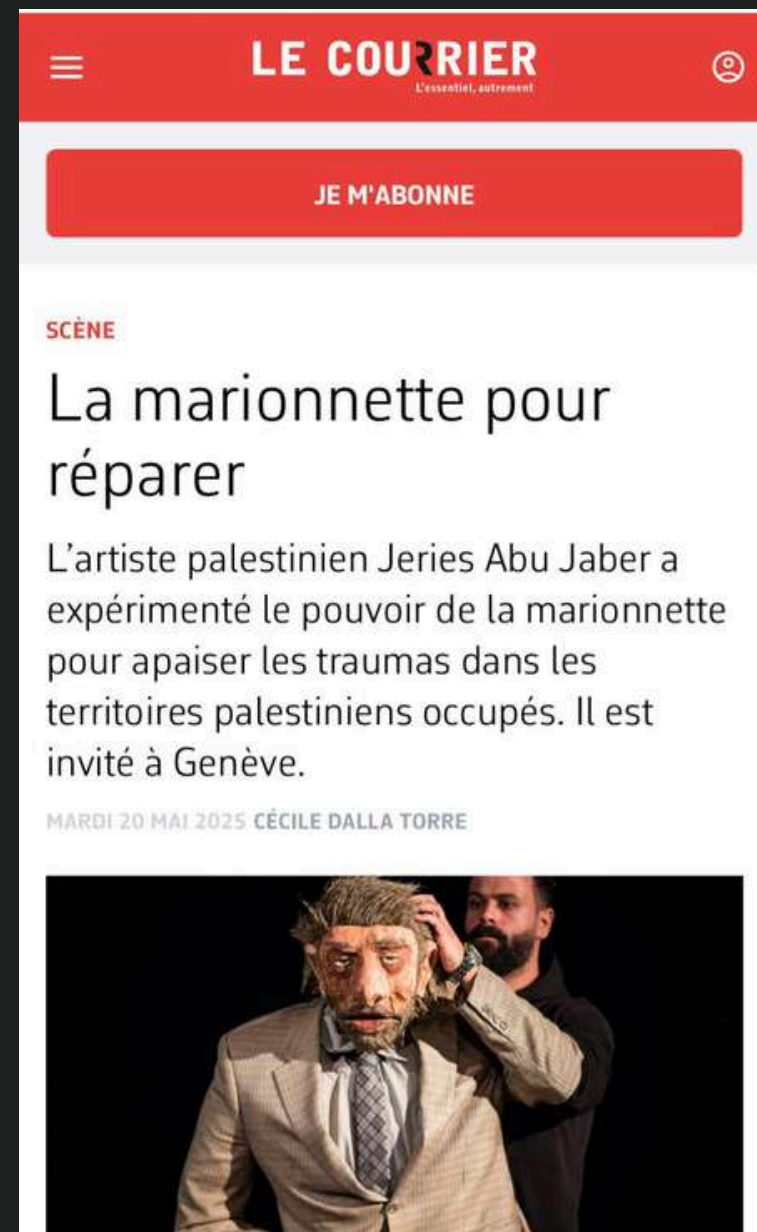 LE COURRIER
L'essentiel, autrement
JE M'ABONNE
SCÈNE
La marionnette pour
réparer
L'artiste palestinien Jeries Abu Jaber a
expérimenté le pouvoir de la marionnette
pour apaiser les traumas dans les
territoires palestiniens occupés. Il est
invité à Genève.
MARDI 20 MAI 2025 CÉCILE DALLA TORRE